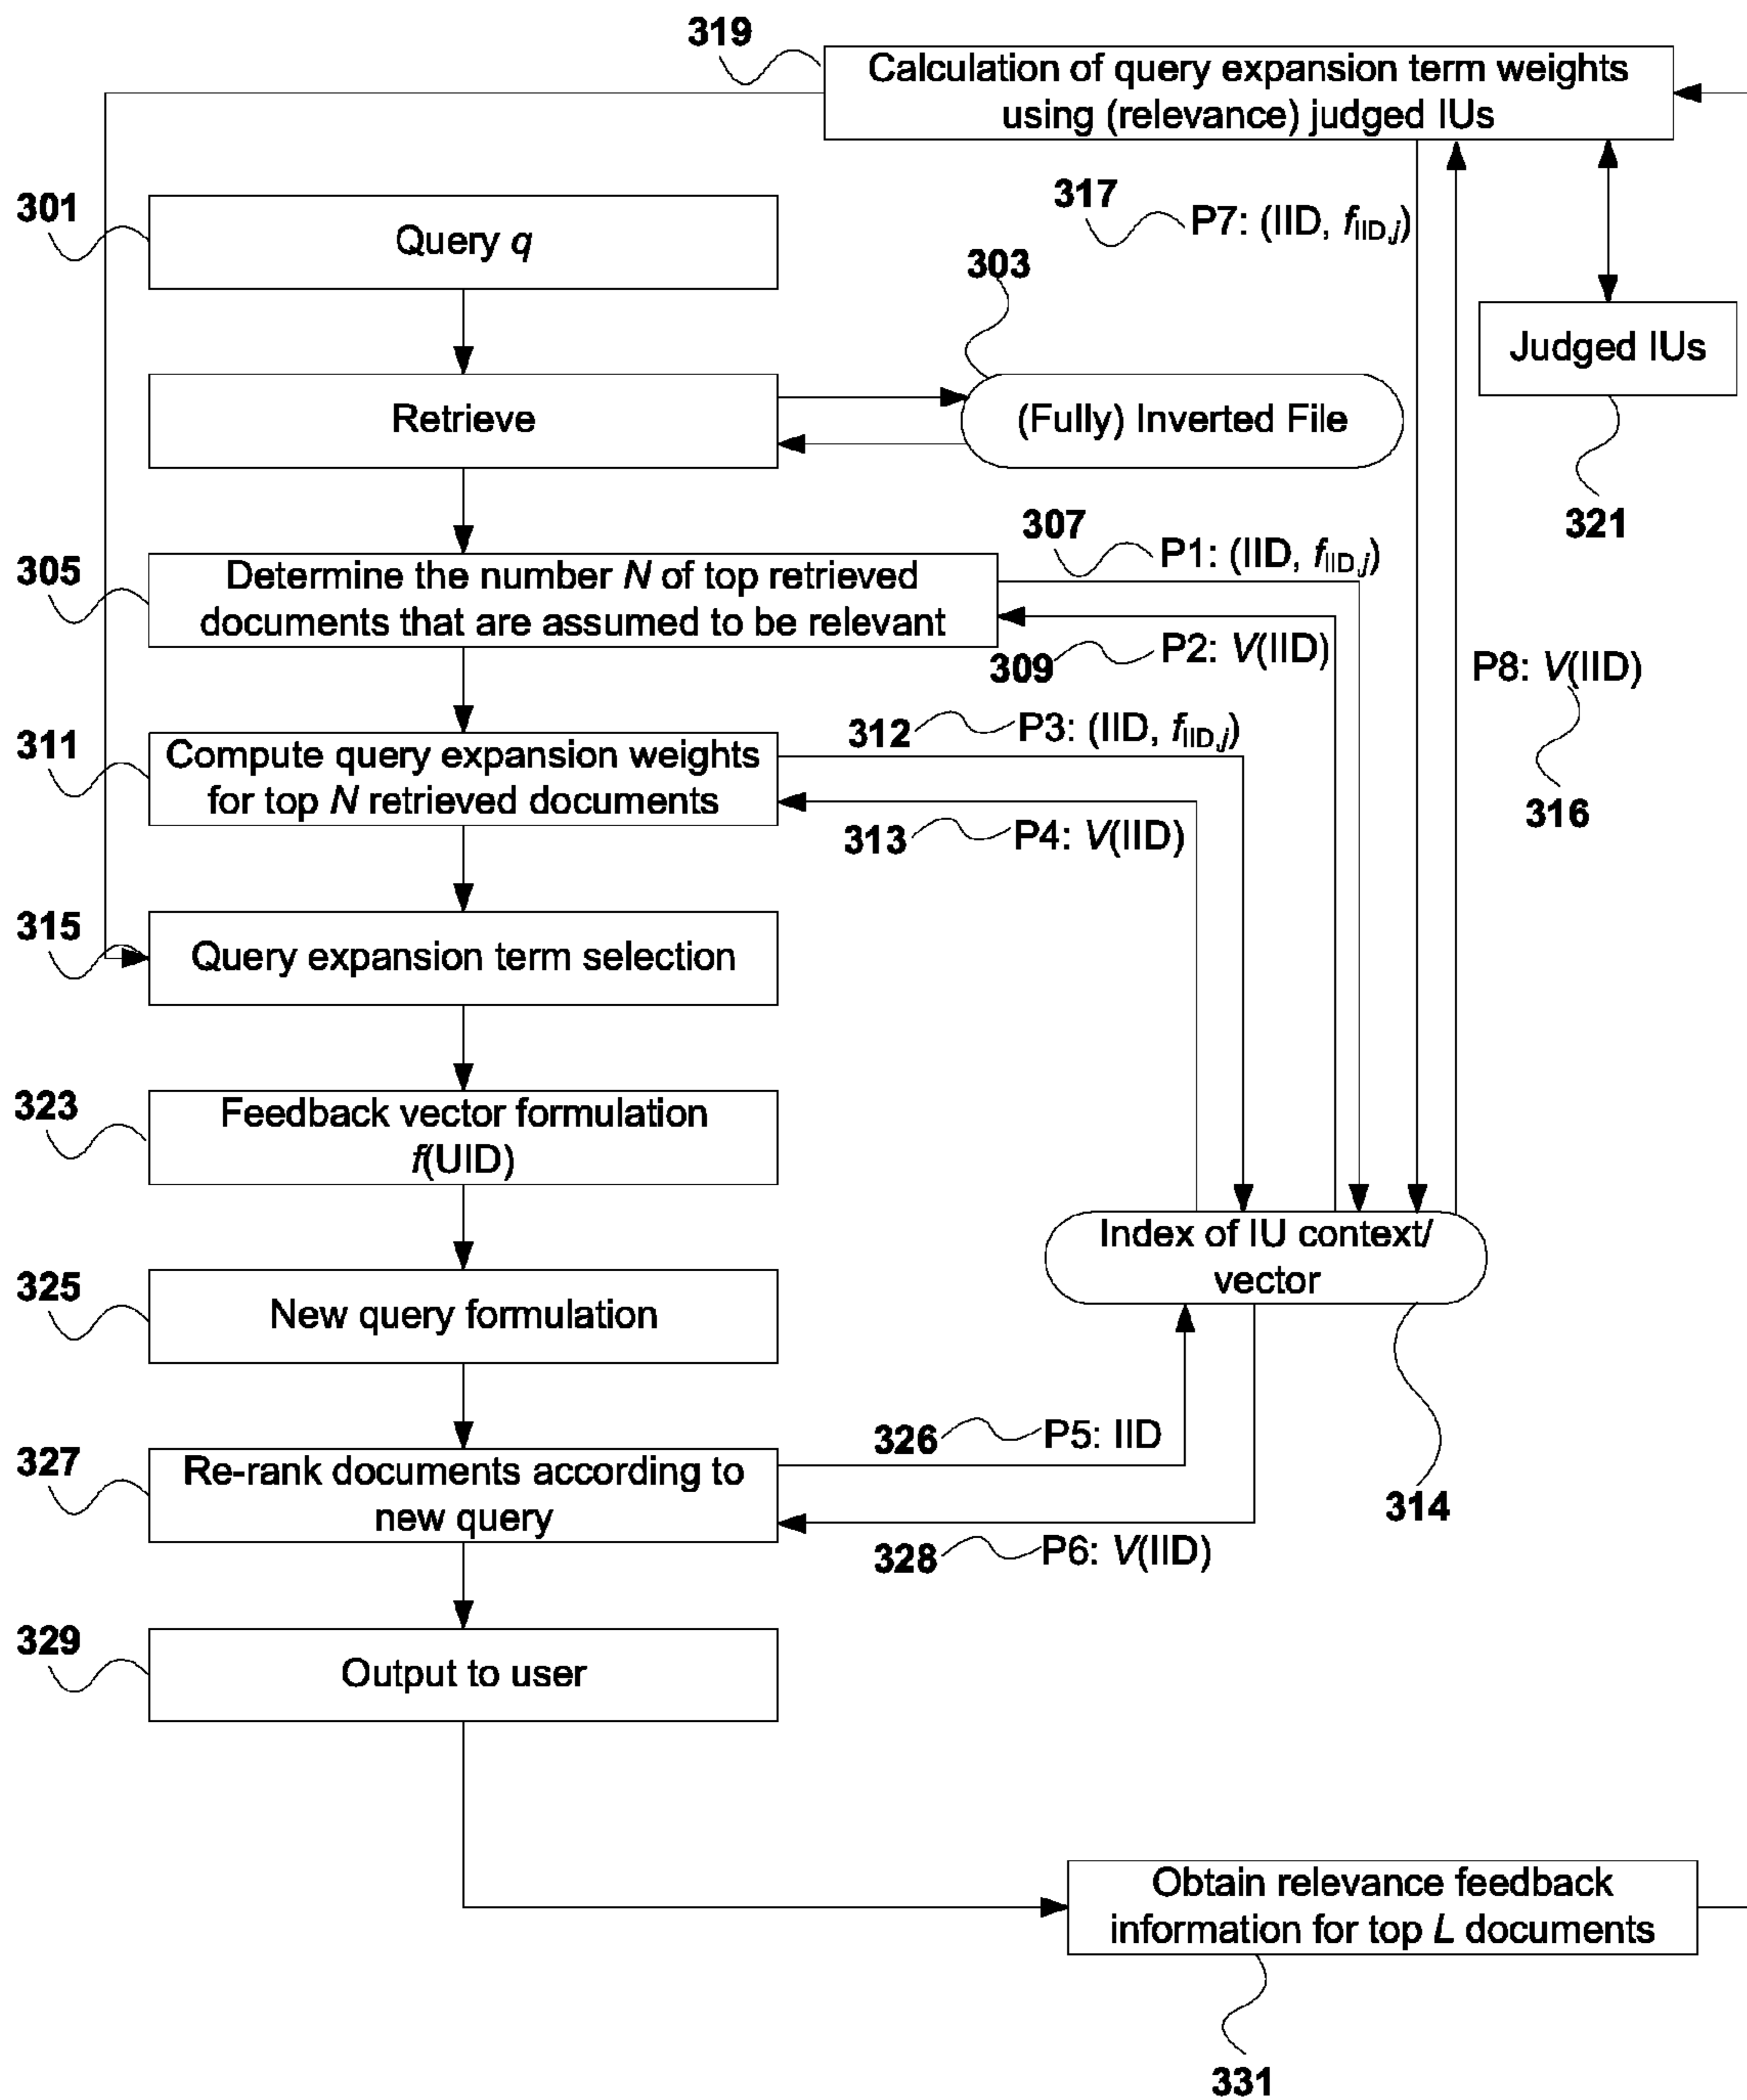 319
Calculation of query expansion term weights
using (relevance) judged IUs
317
P7: (IID, fIID,j)
301
Query q
303
Judged IUs
Retrieve
(Fully) Inverted File
321
307
P1: (IID, fIID,j)
305
Determine the number N of top retrieved
documents that are assumed to be relevant
309
P2: V(IID)
P8: V(IID)
316
312
P3: (IID, fIID,j)
311
Compute query expansion weights
for top N retrieved documents
313
P4: V(IID)
315
Query expansion term selection
323
Feedback vector formulation
f(UID)
Index of IU context/
vector
325
New query formulation
326
P5: IID
327
Re-rank documents according to
new query
314
328
P6: V(IID)
329
Output to user
Obtain relevance feedback
information for top L documents
331